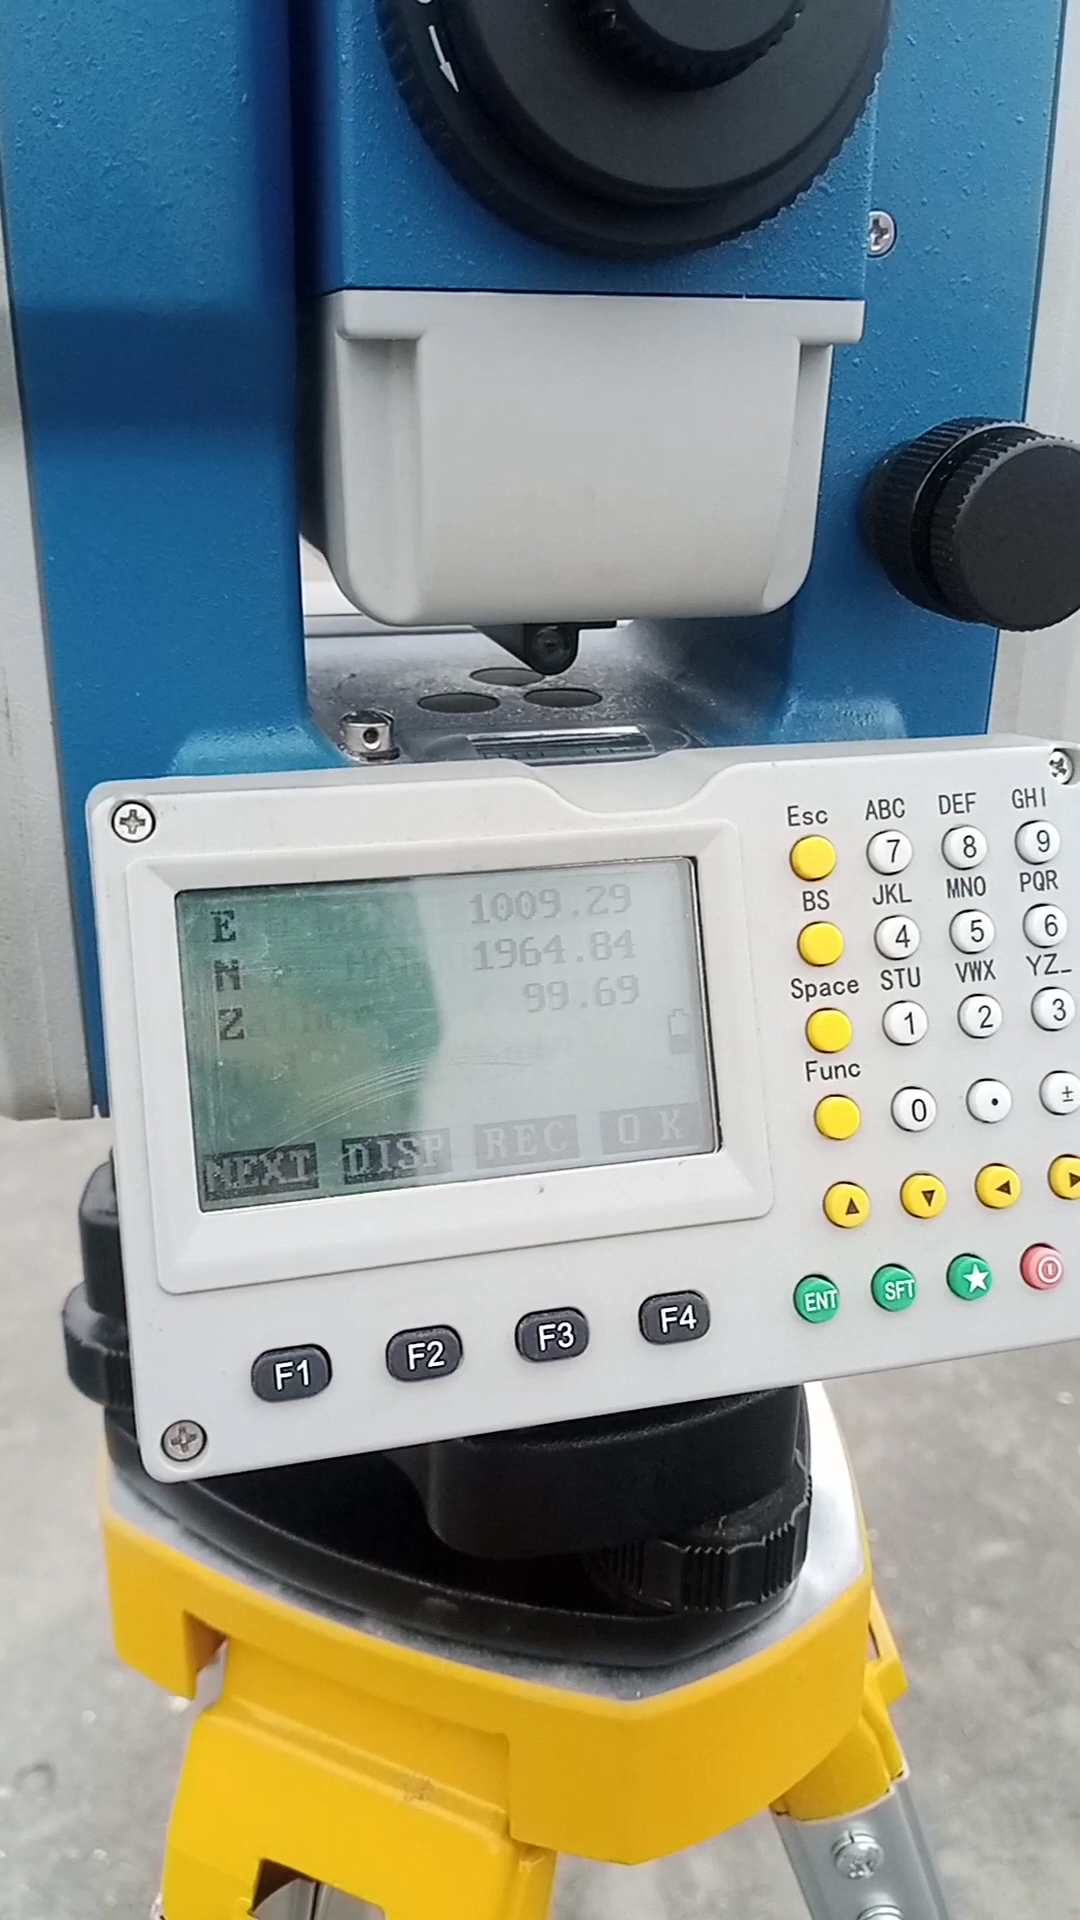 E 1009.29
N 1964.84
Z 99.69
NEXT DISP REC OK
Esc ABC DEF GHI
7 8 9
BS JKL MNO PQR
4 5 6
Space STU VWX YZ_
1 2 3
Func
0 • ±
▲ ▼ ◀ ▶
ENT SFT ★
F1 F2 F3 F4